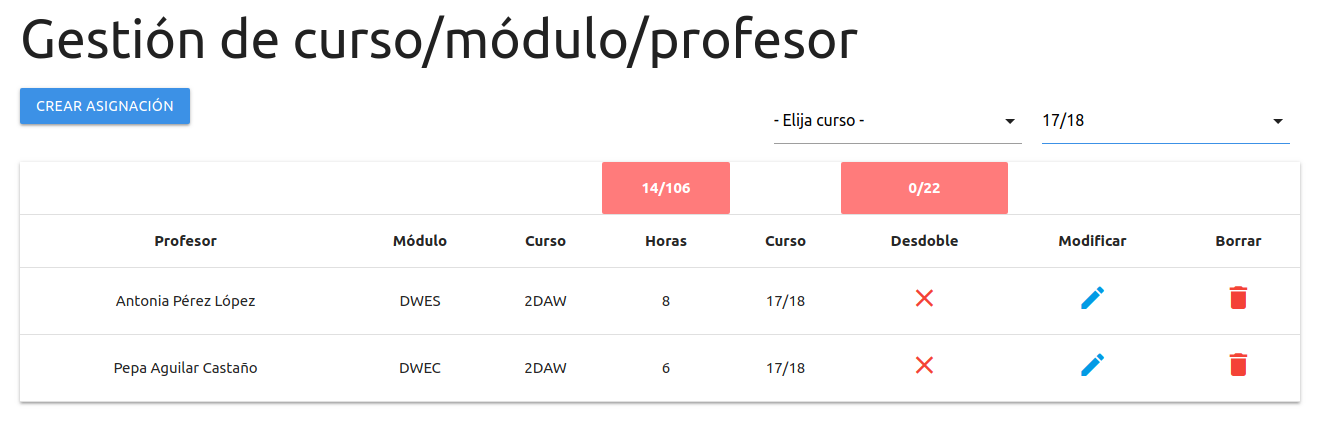 Gestión de curso/módulo/profesor
CREAR ASIGNACIÓN
- Elija curso - 17/18
14/106 0/22
Profesor Módulo Curso Horas Curso Desdoble Modificar Borrar
Antonia Pérez López DWES 2DAW 8 17/18
Pepa Aguilar Castaño DWEC 2DAW 6 17/18